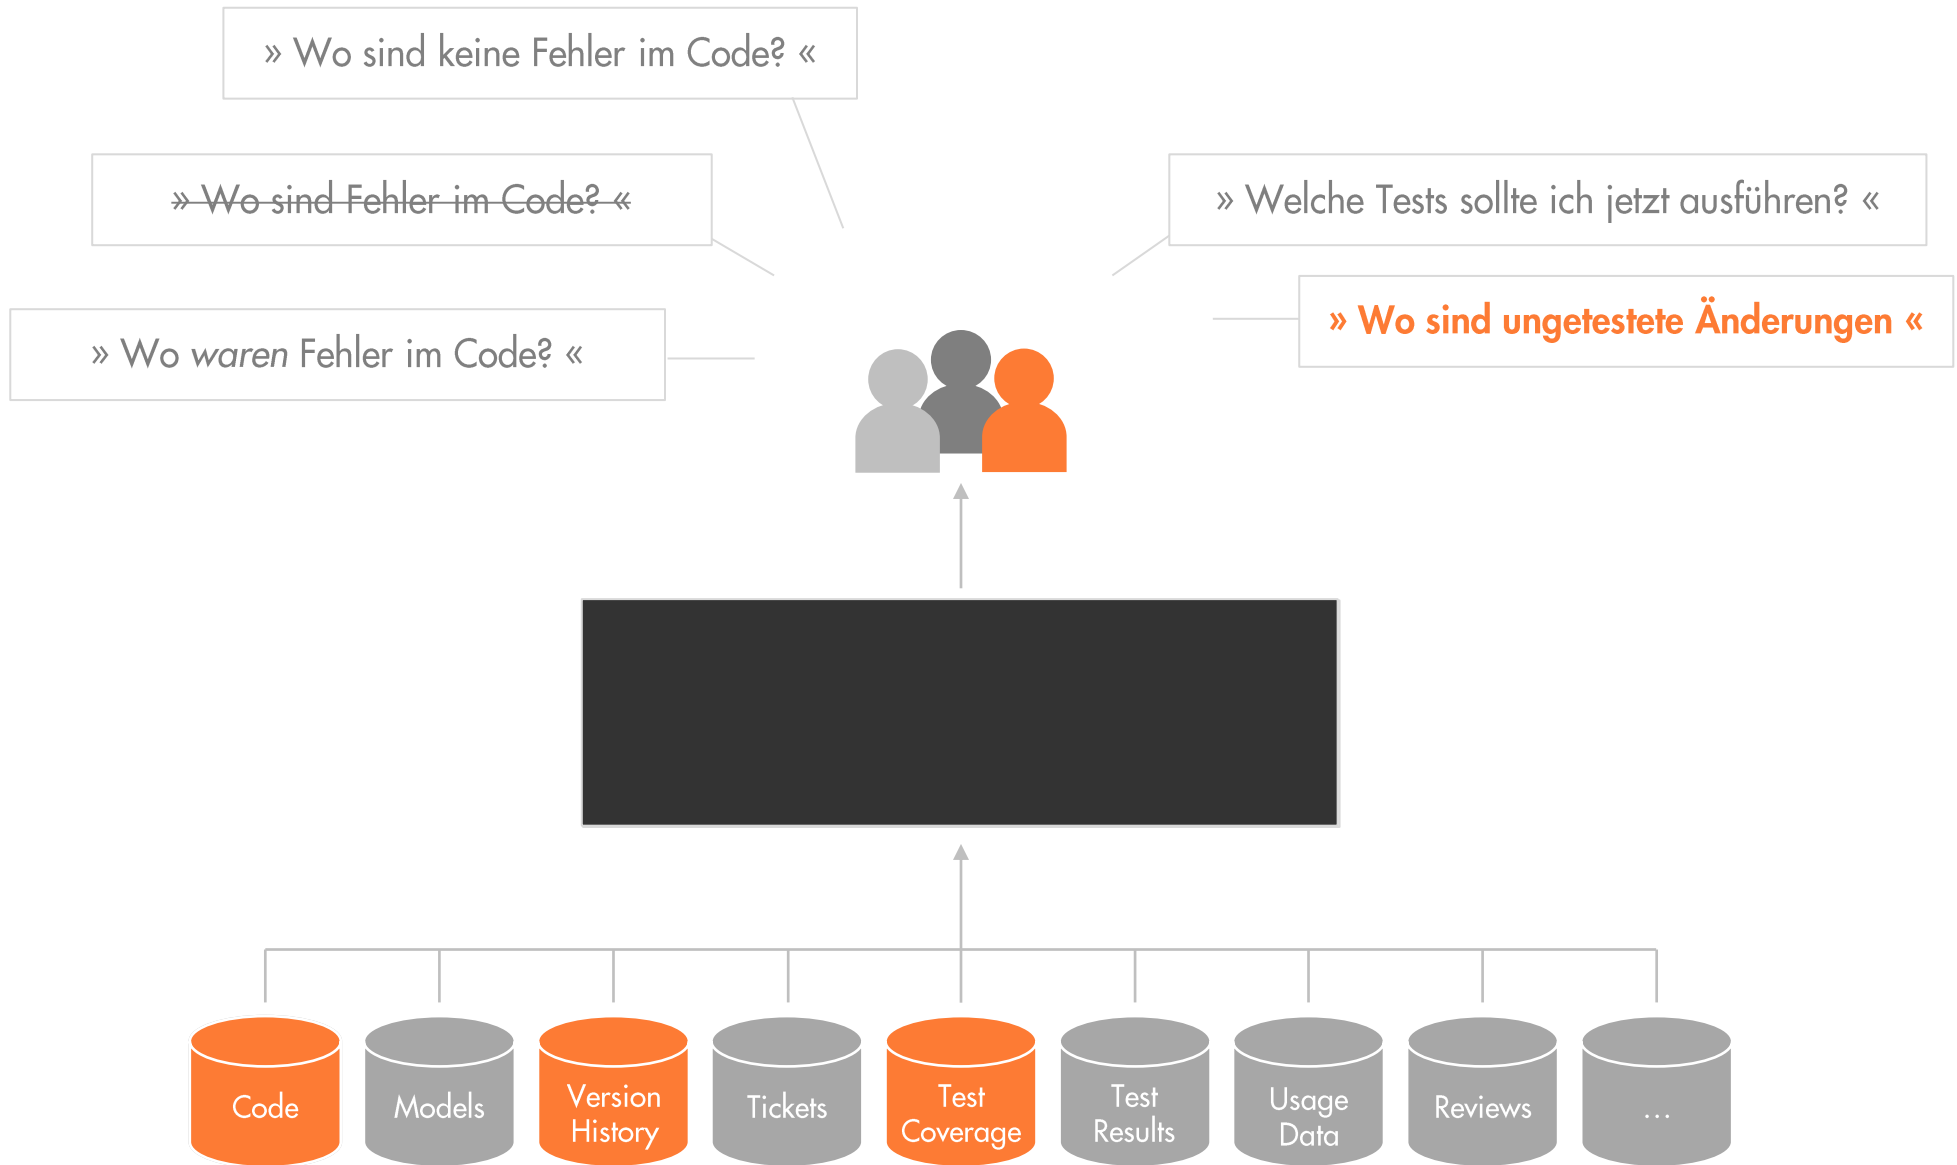 » Wo sind keine Fehler im Code? «
» Wo sind Fehler im Code? «
» Welche Tests sollte ich jetzt ausführen? «
» Wo sind ungetestete Änderungen «
» Wo waren Fehler im Code? «
Code
Models
Version
History
Tickets
Test
Coverage
Test
Results
Usage
Data
Reviews
...